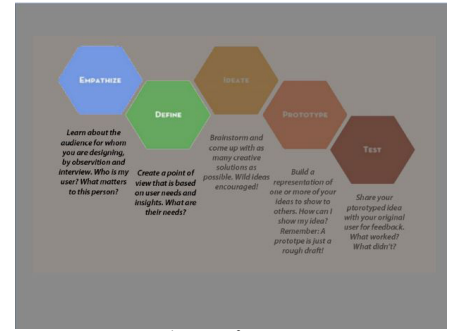 EMPATHIZE
Learn about the
audience for whom
you are designing,
by observition and
interview. Who is my
user? What matters
to this person?
DEFINE
Create a point of
view that is based
on user needs and
insights. What are
their needs?
IDEATE
Brainstorm and
come up with as
many creative
solutions as
possible. Wild ideas
encouraged!
PROTOTYPE
Build a
representation of
one or more of your
ideas to show to
others. How can I
show my idea?
Remember: A
prototpe is just a
rough draft!
TEST
Share your
ptorotyped idea
with your original
user for feedback.
What worked?
What didn't?